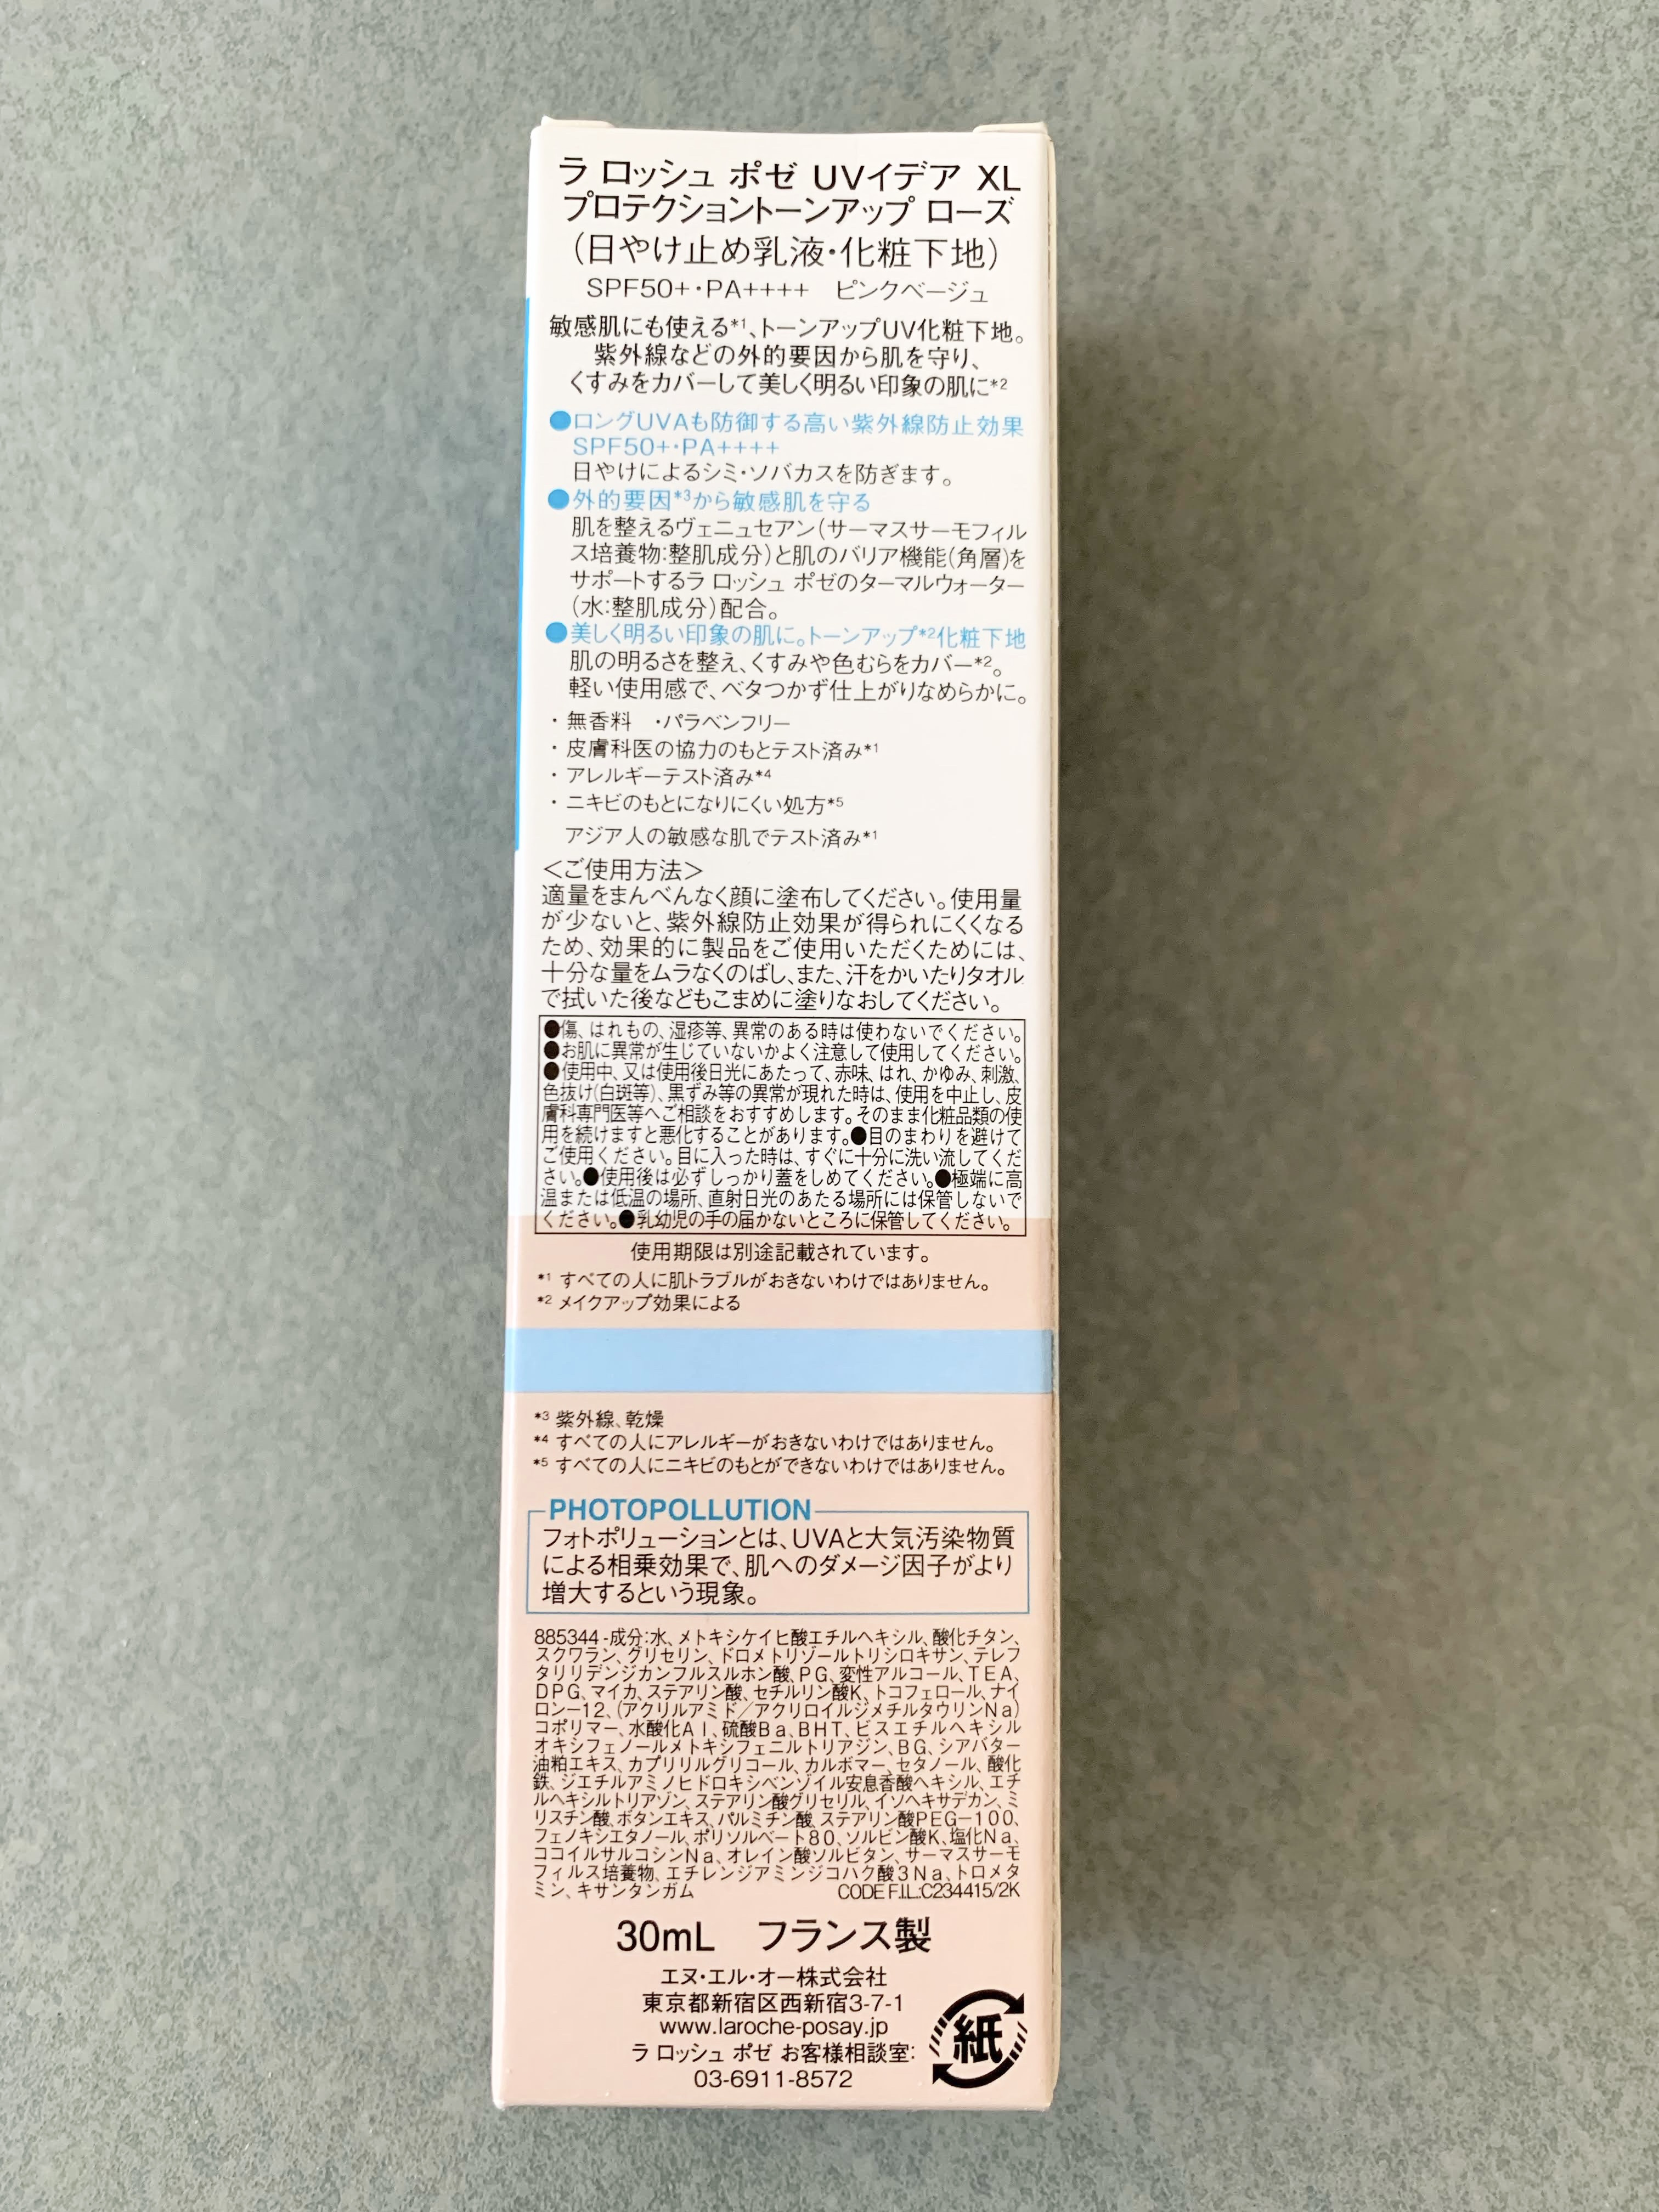 ラ ロッシュ ポゼ UVイデア XL
プロテクショントーンアップ ローズ
(日やけ止め乳液・化粧下地)
SPF50+・PA++++ ピンクベージュ
敏感肌にも使える*1、トーンアップUV化粧下地。
紫外線などの外的要因から肌を守り、
くすみをカバーして美しく明るい印象の肌に*2
●ロングUVAも防御する高い紫外線防止効果
SPF50+・PA++++
日やけによるシミ・ソバカスを防ぎます。
●外的要因*3から敏感肌を守る
肌を整えるヴェニュセアン(サーマスサーモフィル
ス培養物:整肌成分)と肌のバリア機能(角層)を
サポートするラ ロッシュ ポゼのターマルウォーター
(水:整肌成分)配合。
●美しく明るい印象の肌に。トーンアップ*2化粧下地
肌の明るさを整え、くすみや色むらをカバー*2。
軽い使用感で、ベタつかず仕上がりなめらかに。
・無香料 ・パラベンフリー
・皮膚科医の協力のもとテスト済み*1
・アレルギーテスト済み*4
・ニキビのもとになりにくい処方*5
アジア人の敏感な肌でテスト済み*1
<ご使用方法>
適量をまんべんなく顔に塗布してください。使用量
が少ないと、紫外線防止効果が得られにくくなる
ため、効果的に製品をご使用いただくためには、
十分な量をムラなくのばし、また、汗をかいたりタオル
で拭いた後などもこまめに塗りなおしてください。
●傷、はれもの、湿疹等、異常のある時は使わないでください。
●お肌に異常が生じていないかよく注意して使用してください。
●使用中、又は使用後日光にあたって、赤味、はれ、かゆみ、刺激、
色抜け(白斑等)、黒ずみ等の異常が現れた時は、使用を中止し、皮
膚科専門医等へご相談をおすすめします。そのまま化粧品類の使
用を続けますと悪化することがあります。●目のまわりを避けて
ご使用ください。目に入った時は、すぐに十分に洗い流してくだ
さい。●使用後は必ずしっかり蓋をしめてください。●極端に高
温または低温の場所、直射日光のあたる場所には保管しないで
ください。●乳幼児の手の届かないところに保管してください。
使用期限は別途記載されています。
*1 すべての人に肌トラブルがおきないわけではありません。
*2 メイクアップ効果による
*3 紫外線、乾燥
*4 すべての人にアレルギーがおきないわけではありません。
*5 すべての人にニキビのもとができないわけではありません。
PHOTOPOLLUTION
フォトポリューションとは、UVAと大気汚染物質
による相乗効果で、肌へのダメージ因子がより
増大するという現象。
885344 -成分:水、メトキシケイヒ酸エチルヘキシル、酸化チタン、
スクワラン、グリセリン、ドロメトリゾールトリシロキサン、テレフ
タリリデンジカンフルスルホン酸、PG、変性アルコール、TEA、
DPG、マイカ、ステアリン酸、セチルリン酸K、トコフェロール、ナイ
ロン-12、(アクリルアミド/アクリロイルジメチルタウリンNa)
コポリマー、水酸化Al、硫酸Ba、BHT、ビスエチルヘキシル
オキシフェノールメトキシフェニルトリアジン、BG、シアバター
油粕エキス、カプリリルグリコール、カルボマー、セタノール、酸化
鉄、ジエチルアミノヒドロキシベンゾイル安息香酸ヘキシル、エチ
ルヘキシルトリアゾン、ステアリン酸グリセリル、イソヘキサデカン、ミ
リスチン酸、ボタンエキス、パルミチン酸、ステアリン酸PEG-100、
フェノキシエタノール、ポリソルベート80、ソルビン酸K、塩化Na、
ココイルサルコシンNa、オレイン酸ソルビタン、サーマスサーモ
フィルス培養物、エチレンジアミンジコハク酸3Na、トロメタ
ミン、キサンタンガム CODE F.I.L.:C234415/2K
30mL フランス製
エヌ・エル・オー株式会社
東京都新宿区西新宿3-7-1
www.laroche-posay.jp
ラ ロッシュ ポゼ お客様相談室:
03-6911-8572
紙